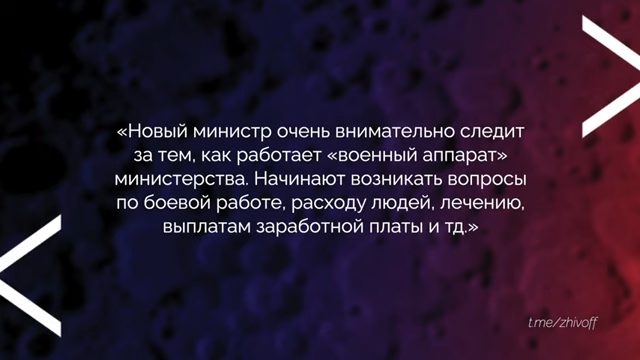 «Новый министр очень внимательно следит
за тем, как работает «военный аппарат»
министерства. Начинают возникать вопросы
по боевой работе, расходу людей, лечению,
выплатам заработной платы и тд.»
t.me/zhivoff